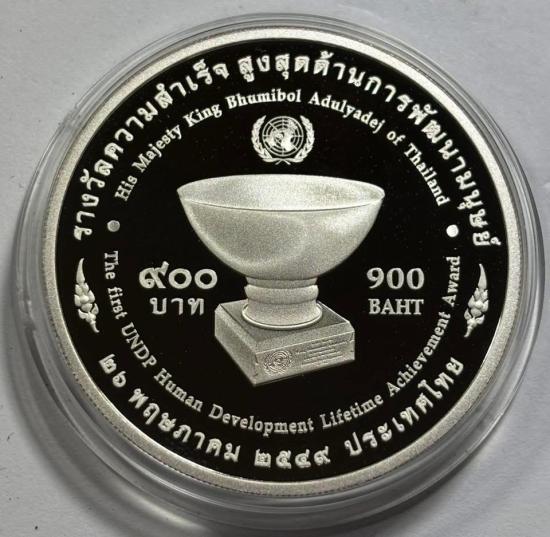 รางวัลความสำเร็จ สูงสุดด้านการพัฒนามนุษย์
His Majesty King Bhumibol Adulyadej of Thailand
๙๐๐
บาท
900
BAHT
The first UNDP Human Development Lifetime Achievement Award
๒๖ พฤษภาคม ๒๕๔๙ ประเทศไทย